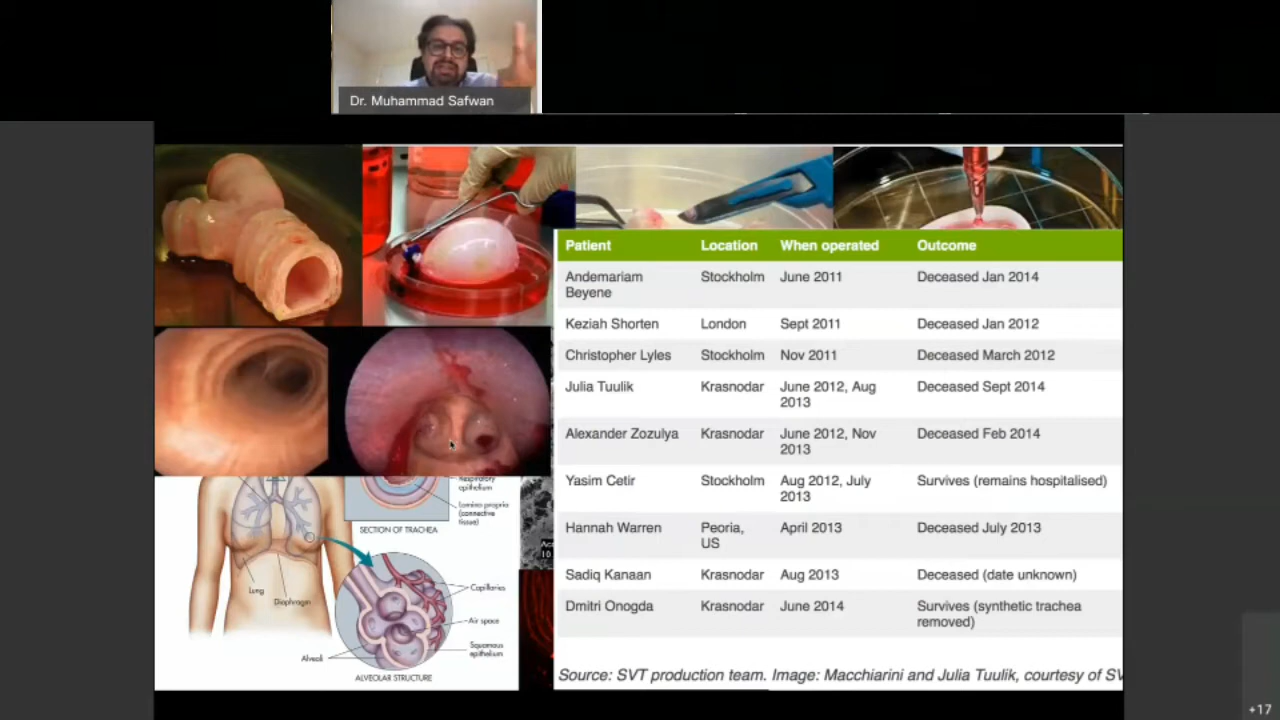 Dr. Muhammad Safwan
Patient Location When operated Outcome
Andemariam Beyene Stockholm June 2011 Deceased Jan 2014
Keziah Shorten London Sept 2011 Deceased Jan 2012
Christopher Lyles Stockholm Nov 2011 Deceased March 2012
Julia Tuulik Krasnodar June 2012, Aug 2013 Deceased Sept 2014
Alexander Zozulya Krasnodar June 2012, Nov 2013 Deceased Feb 2014
Yasim Cetir Stockholm Aug 2012, July 2013 Survives (remains hospitalised)
Hannah Warren Peoria, US April 2013 Deceased July 2013
Sadiq Kanaan Krasnodar Aug 2013 Deceased (date unknown)
Dmitri Onogda Krasnodar June 2014 Survives (synthetic trachea removed)
Source: SVT production team. Image: Macchiarini and Julia Tuulik, courtesy of
epithelium
Lamina propria
(connective
tissue)
SECTION OF TRACHEA
Lung
Diaphragm
Capillaries
Air space
Squamous
epithelium
Alveoli
ALVEOLAR STRUCTURE
+17